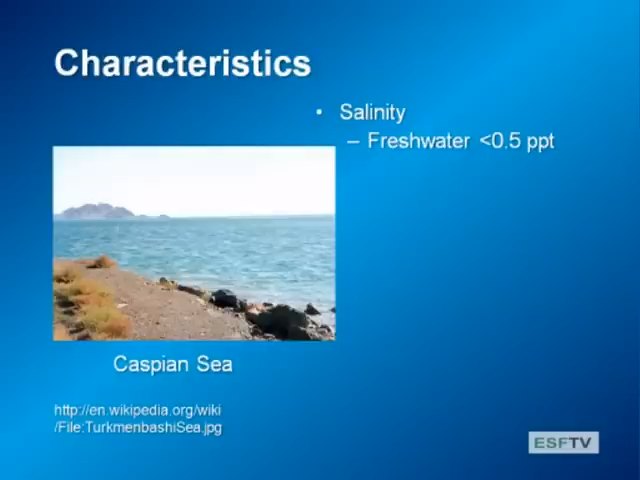 Characteristics
• Salinity
– Freshwater <0.5 ppt
Caspian Sea
http://en.wikipedia.org/wiki
/File:TurkmenbashiSea.jpg
ESFTV